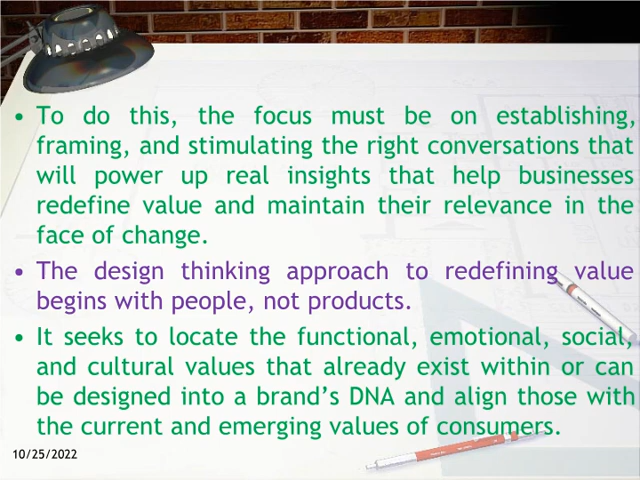 • To do this, the focus must be on establishing,
framing, and stimulating the right conversations that
will power up real insights that help businesses
redefine value and maintain their relevance in the
face of change.
• The design thinking approach to redefining value
begins with people, not products.
• It seeks to locate the functional, emotional, social,
and cultural values that already exist within or can
be designed into a brand’s DNA and align those with
the current and emerging values of consumers.
10/25/2022